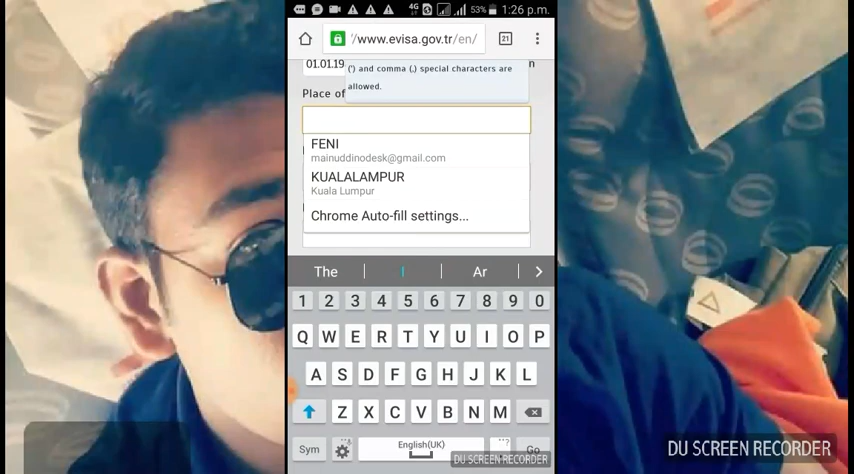 4G
53%
1:26 p.m.
/www.evisa.gov.tr/en/
21
01.01.19
(') and comma (,) special characters are
allowed.
Place of
FENI
mainuddinodesk@gmail.com
KUALALAMPUR
Kuala Lumpur
Chrome Auto-fill settings...
The I Ar
1 2 3 4 5 6 7 8 9 0
Q W E R T Y U I O P
A S D F G H J K L
Z X C V B N M
Sym English(UK) Go
DU SCREEN RECORDER
DU SCREEN RECORDER